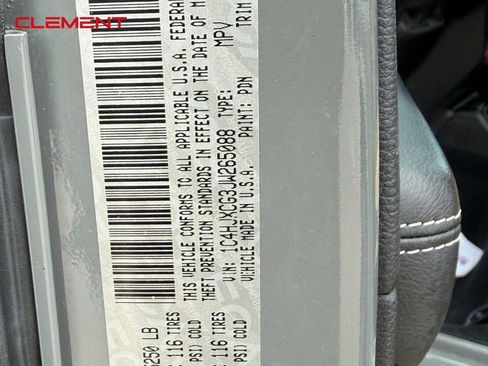 CLEMENT
THIS VEHICLE CONFORMS TO ALL APPLICABLE U.S.A. FEDERA
THEFT PREVENTION STANDARDS IN EFFECT ON THE DATE OF M
VIN: 1C4HJXCG3JW265088 TYPE: MPV
VEHICLE MADE IN U.S.A. PAINT: PDN TRIM
250 LB
116 TIRES
PSI) COLD
116 TIRES
PSI) COLD